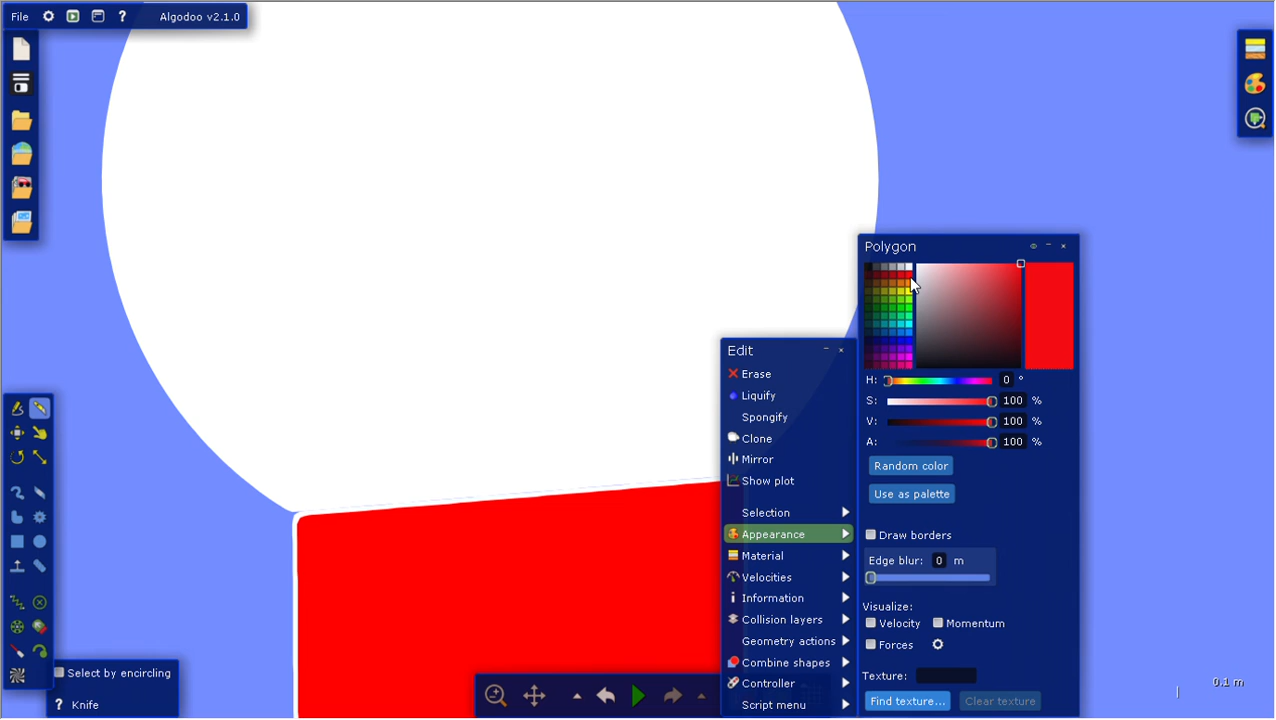 File
?
Algodoo v2.1.0
Polygon
Edit
Erase
Liquify
Spongify
Clone
Mirror
Show plot
Selection
Appearance
Material
Velocities
Information
Collision layers
Geometry actions
Combine shapes
Controller
Script menu
H: 0 °
S: 100 %
V: 100 %
A: 100 %
Random color
Use as palette
Draw borders
Edge blur: 0 m
Visualize:
Velocity Momentum
Forces
Texture:
Find texture... Clear texture
Select by encircling
? Knife
0.1 m